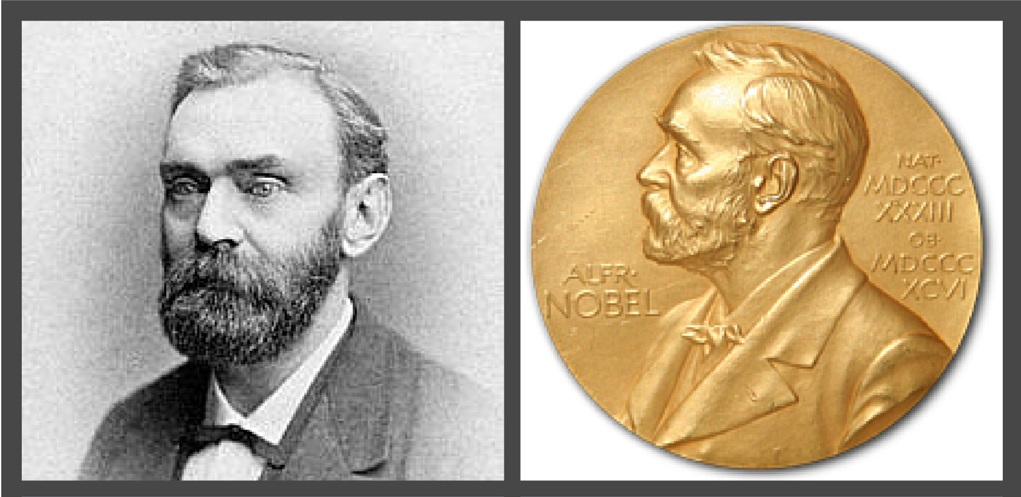 ALFR·
NOBEL
NAT·
MDCCC
XXXIII
OB·
MDCCC
XCVI